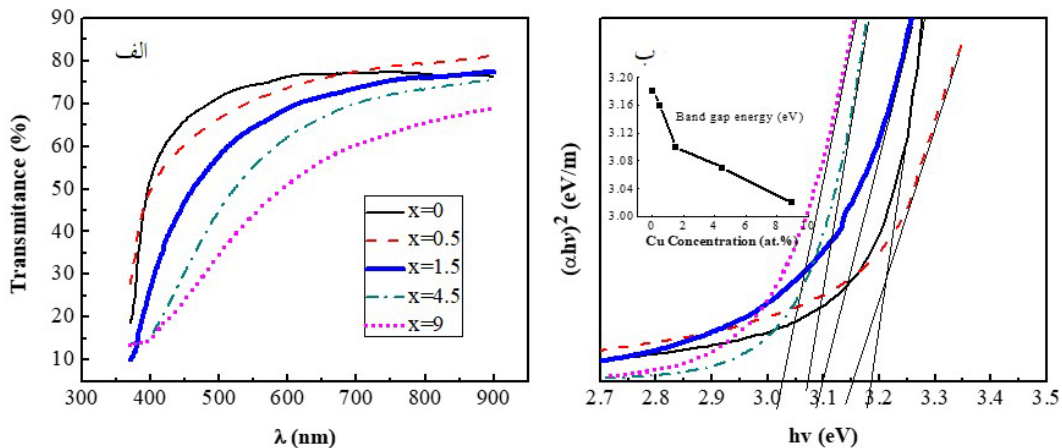 الف
90
80
70
60
50
40
30
20
10
Transmitance (%)
x=0
x=0.5
x=1.5
x=4.5
x=9
300 400 500 600 700 800 900
λ (nm)
ب
(αhν)² (eV/m)
3.20
3.16
3.12
3.08
3.04
3.00
Band gap energy (eV)
0 2 4 6 8 10
Cu Concentration (at.%)
2.7 2.8 2.9 3.0 3.1 3.2 3.3 3.4 3.5
hν (eV)